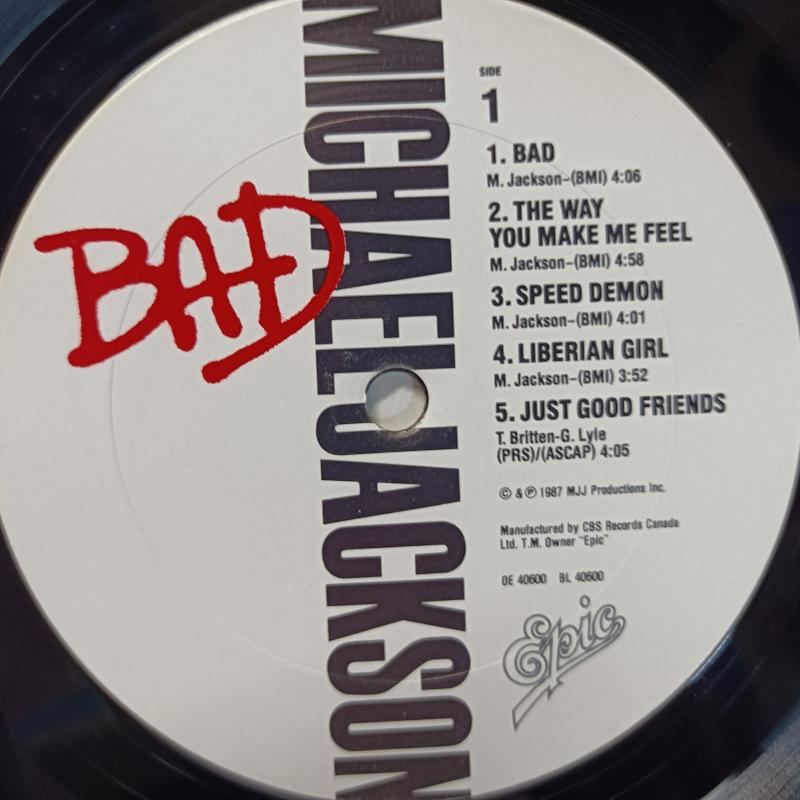 BAD
MICHAEL JACKSON
SIDE
1
1. BAD
M. Jackson–(BMI) 4:06
2. THE WAY
YOU MAKE ME FEEL
M. Jackson–(BMI) 4:58
3. SPEED DEMON
M. Jackson–(BMI) 4:01
4. LIBERIAN GIRL
M. Jackson–(BMI) 3:52
5. JUST GOOD FRIENDS
T. Britten-G. Lyle
(PRS)/(ASCAP) 4:05
© & ℗ 1987 MJJ Productions Inc.
Manufactured by CBS Records Canada
Ltd. T.M. Owner "Epic"
OE 40600 BL 40600
Epic